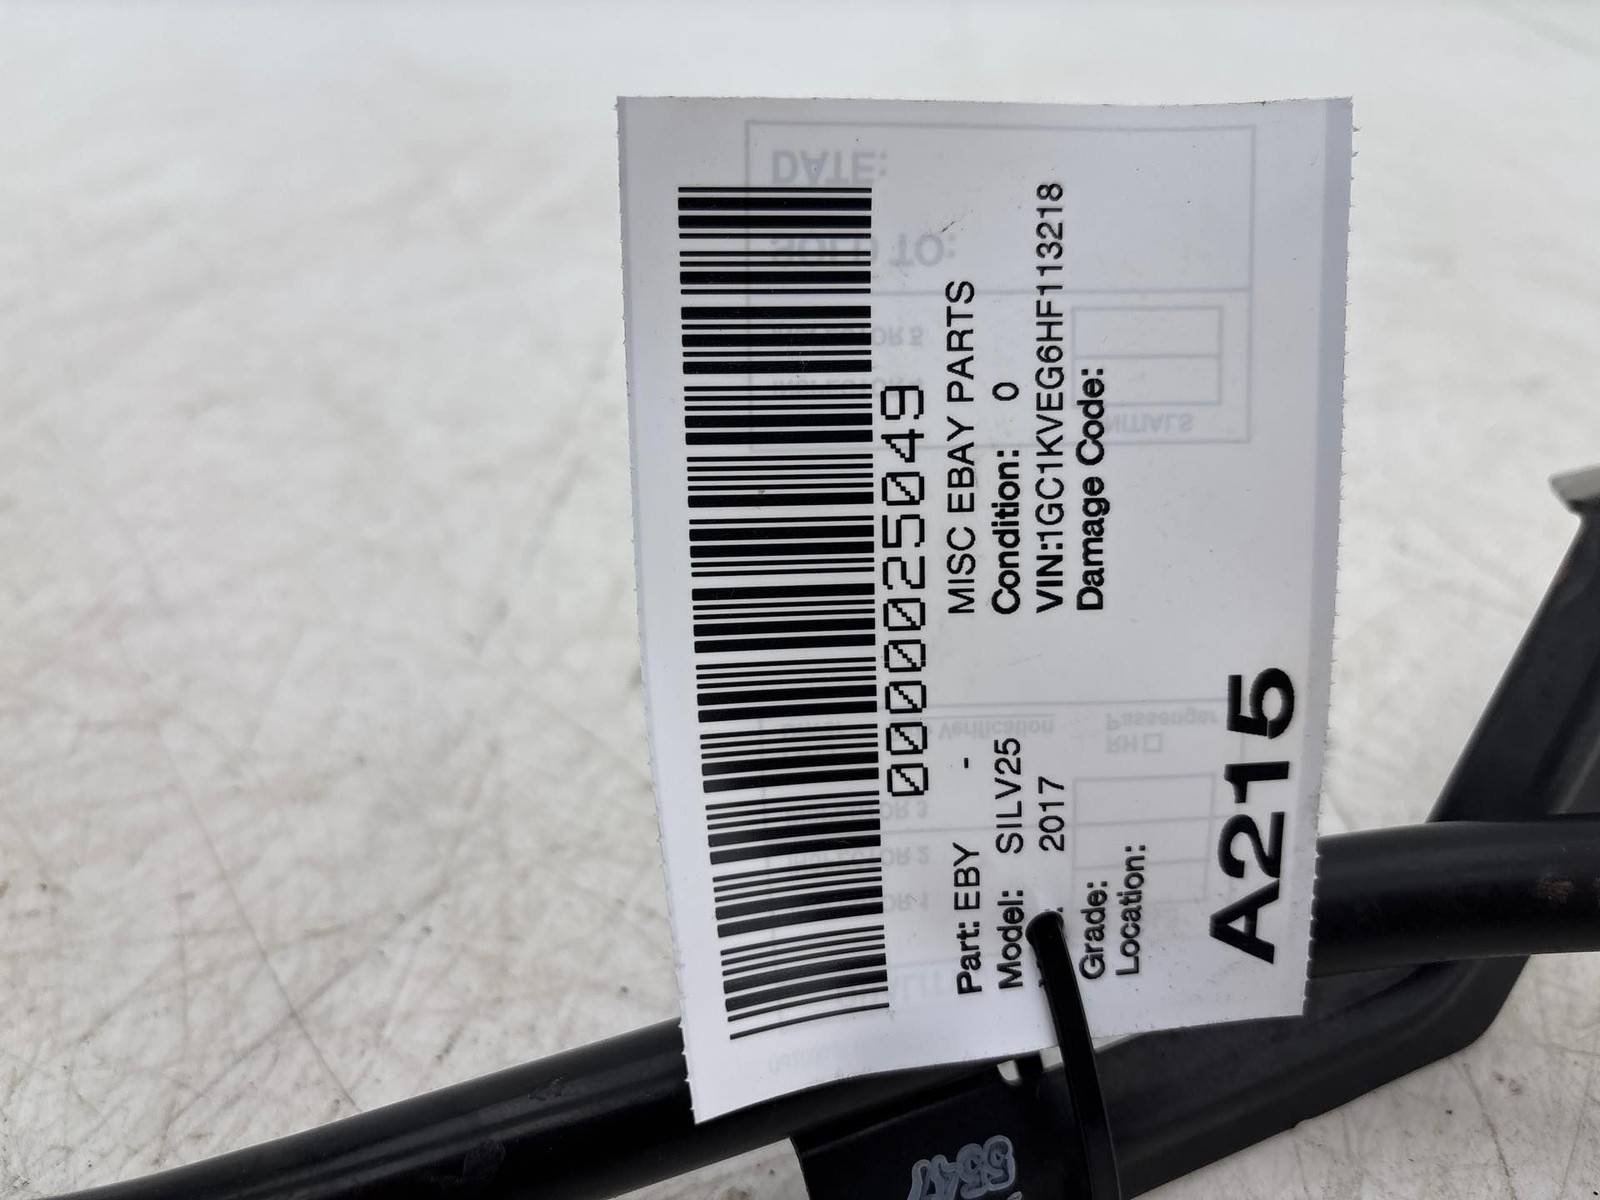 0000025049
Part: EBY - MISC EBAY PARTS
Model: SILV25 Condition: 0
2017 VIN:1GC1KVEG6HF113218
Grade: Damage Code:
Location:
A215
DATE:
SOLD TO:
INITIALS
Verification
Passenger
RH